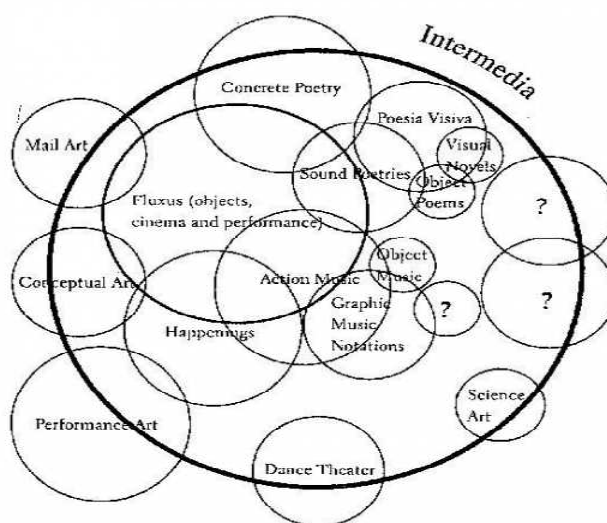 Intermedia
Concrete Poetry
Poesia Visiva
Mail Art
Visual
Novels
Sound Poetries
Object
Poems
Fluxus (objects,
cinema and performance)
?
Object
Music
Conceptual Art
Action Music
?
Graphic
Music
Notations
?
Happenings
Science
Art
Performance Art
Dance Theater